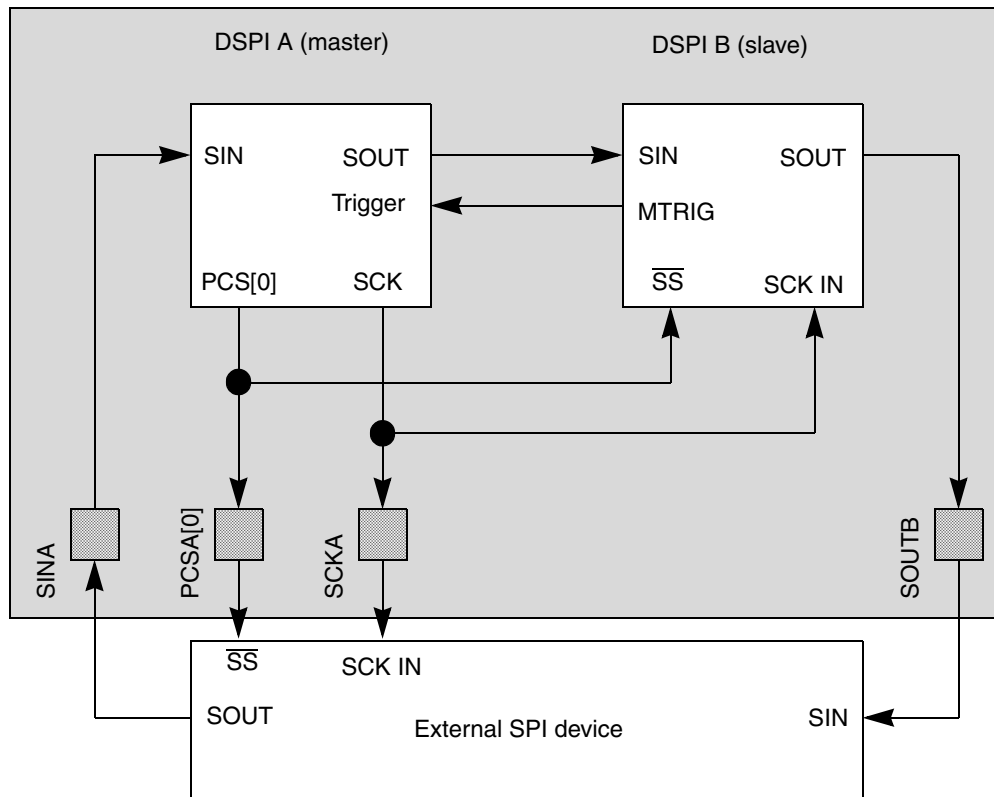 DSPI A (master)
DSPI B (slave)
SIN
SOUT
SIN
SOUT
Trigger
MTRIG
PCS[0]
SCK
SS
SCK IN
SINA
PCSA[0]
SCKA
SOUTB
SS
SCK IN
SOUT
SIN
External SPI device